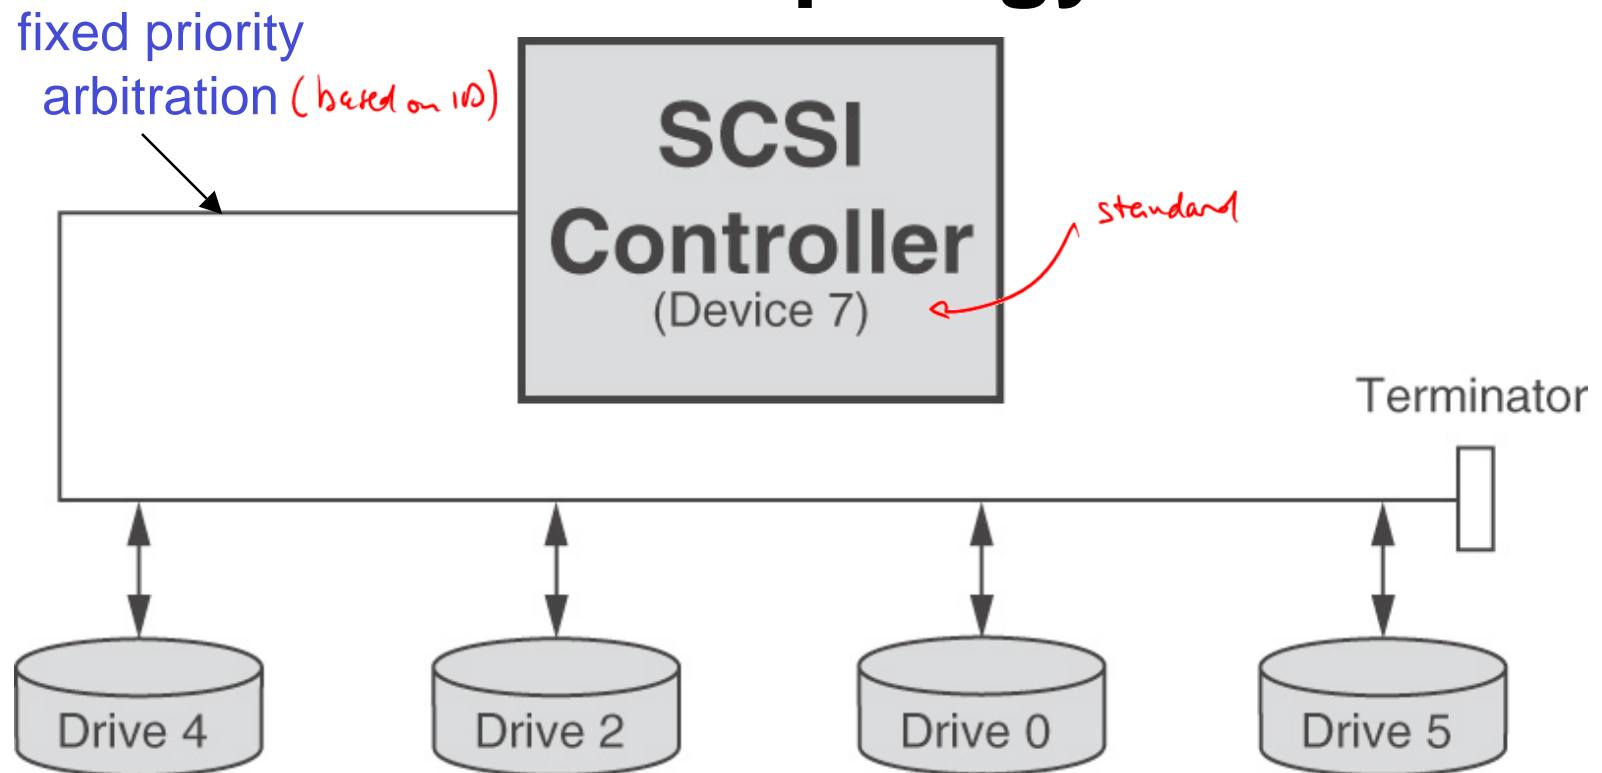 fixed priority
arbitration (based on ID)
SCSI
Controller
(Device 7)
standard
Terminator
Drive 4
Drive 2
Drive 0
Drive 5